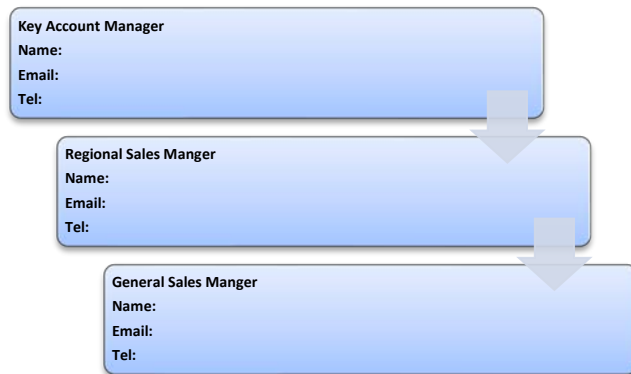 Key Account Manager
Name:
Email:
Tel:
Regional Sales Manger
Name:
Email:
Tel:
General Sales Manger
Name:
Email:
Tel: